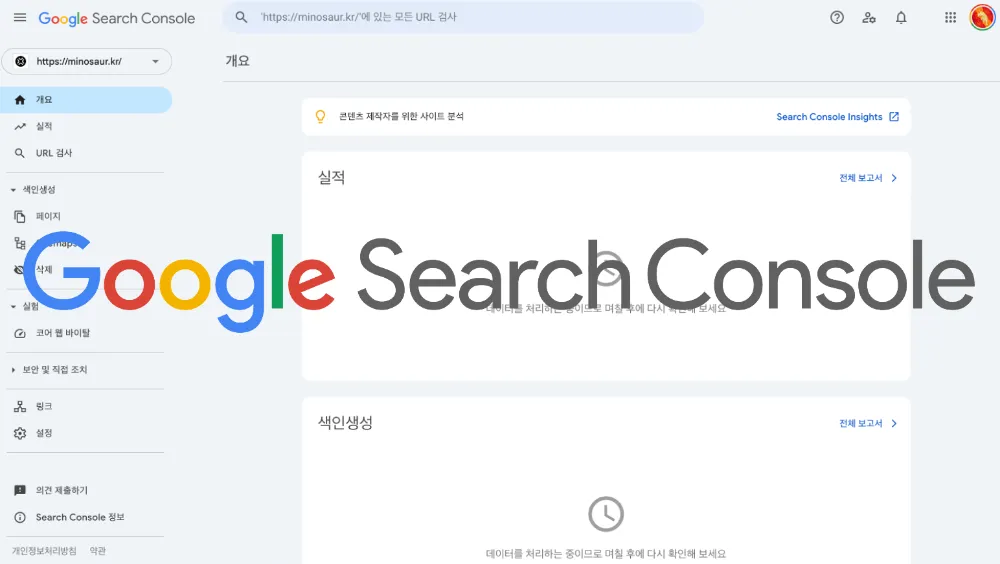 Google Search Console
'https://minosaur.kr/'에 있는 모든 URL 검사
https://minosaur.kr/
개요
개요
실적
URL 검사
색인생성
페이지
삭제
실험
코어 웹 바이탈
보안 및 직접 조치
링크
설정
의견 제출하기
Search Console 정보
개인정보처리방침 약관
콘텐츠 제작자를 위한 사이트 분석
Search Console Insights
실적
전체 보고서
Google Search Console
데이터를 처리하는 중이므로 며칠 후에 다시 확인해 보세요
색인생성
전체 보고서
데이터를 처리하는 중이므로 며칠 후에 다시 확인해 보세요